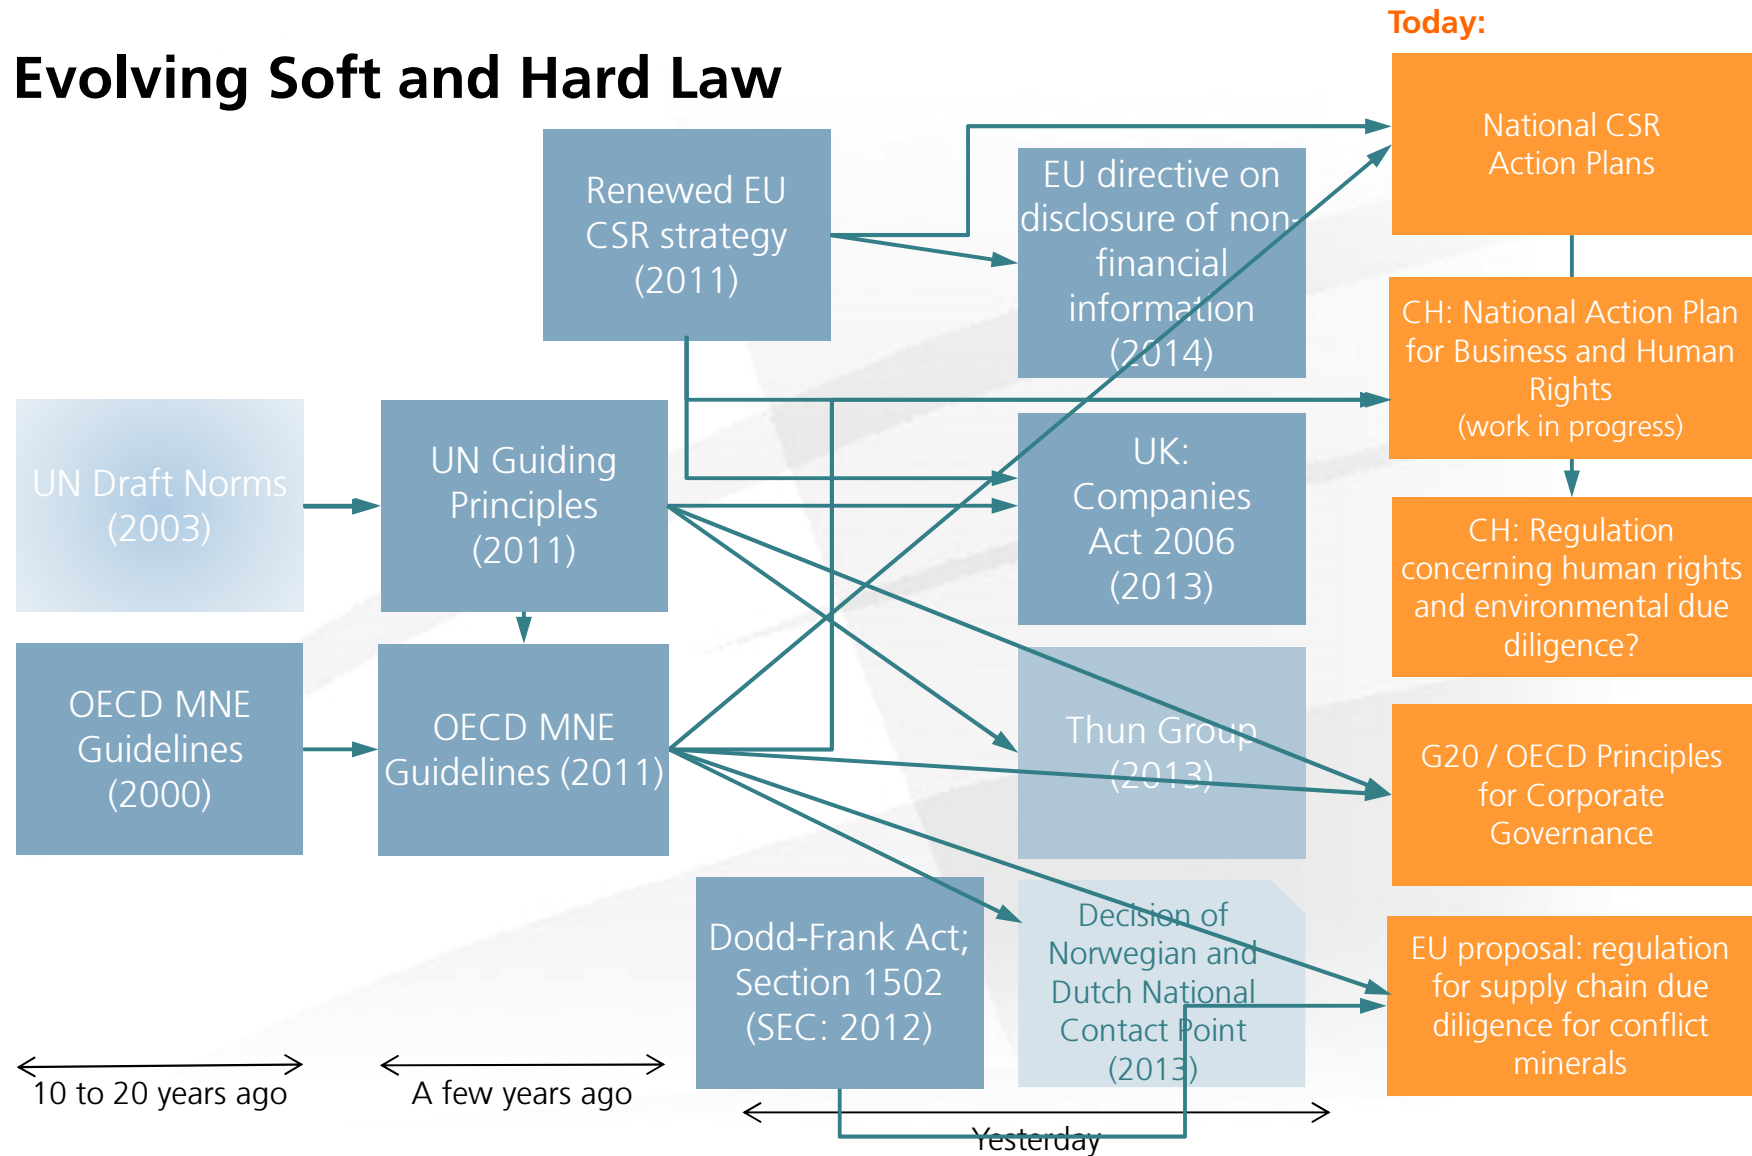 Today:
Evolving Soft and Hard Law
National CSR
Action Plans
Renewed EU
CSR strategy
(2011)
EU directive on
disclosure of non-
financial
information
(2014)
CH: National Action Plan
for Business and Human
Rights
(work in progress)
UN Draft Norms
(2003)
UN Guiding
Principles
(2011)
UK:
Companies
Act 2006
(2013)
CH: Regulation
concerning human rights
and environmental due
diligence?
OECD MNE
Guidelines
(2000)
OECD MNE
Guidelines (2011)
Thun Group
(2013)
G20 / OECD Principles
for Corporate
Governance
Dodd-Frank Act;
Section 1502
(SEC: 2012)
Decision of
Norwegian and
Dutch National
Contact Point
(2013)
EU proposal: regulation
for supply chain due
diligence for conflict
minerals
10 to 20 years ago
A few years ago
Yesterday